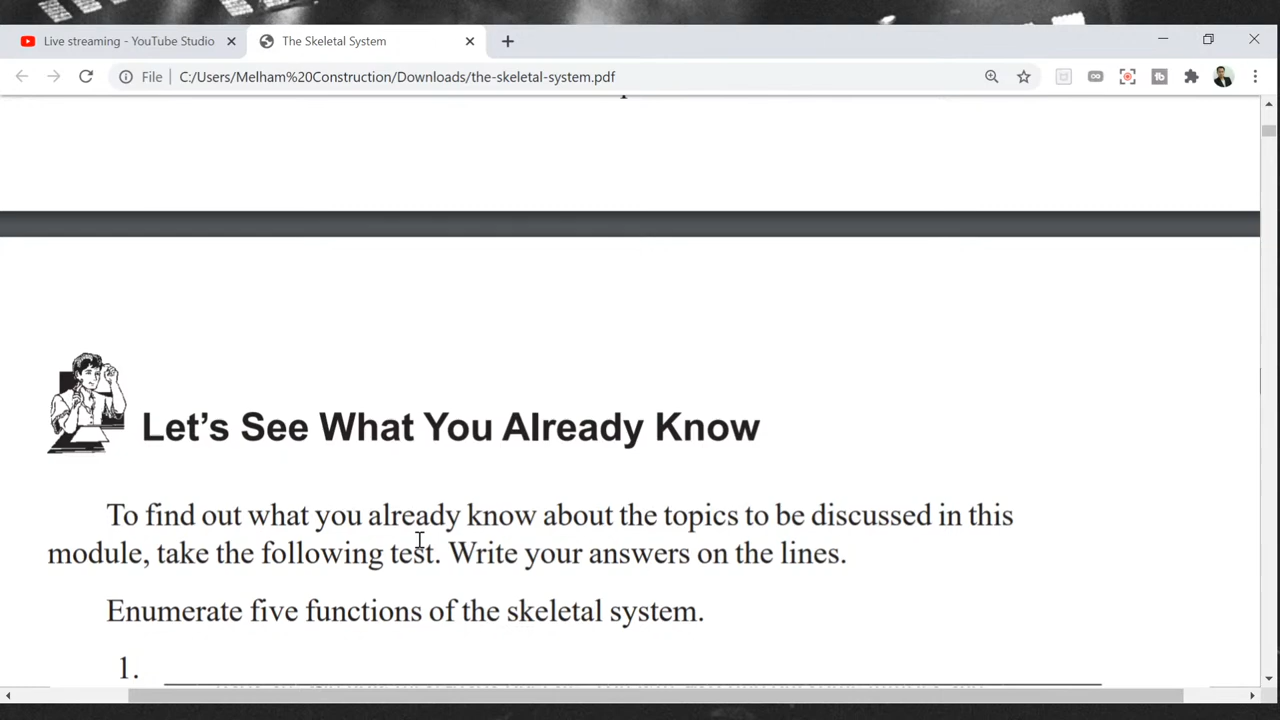 Live streaming - YouTube Studio
The Skeletal System
File
C:/Users/Melham%20Construction/Downloads/the-skeletal-system.pdf
Let's See What You Already Know
To find out what you already know about the topics to be discussed in this
module, take the following test. Write your answers on the lines.
Enumerate five functions of the skeletal system.
1.